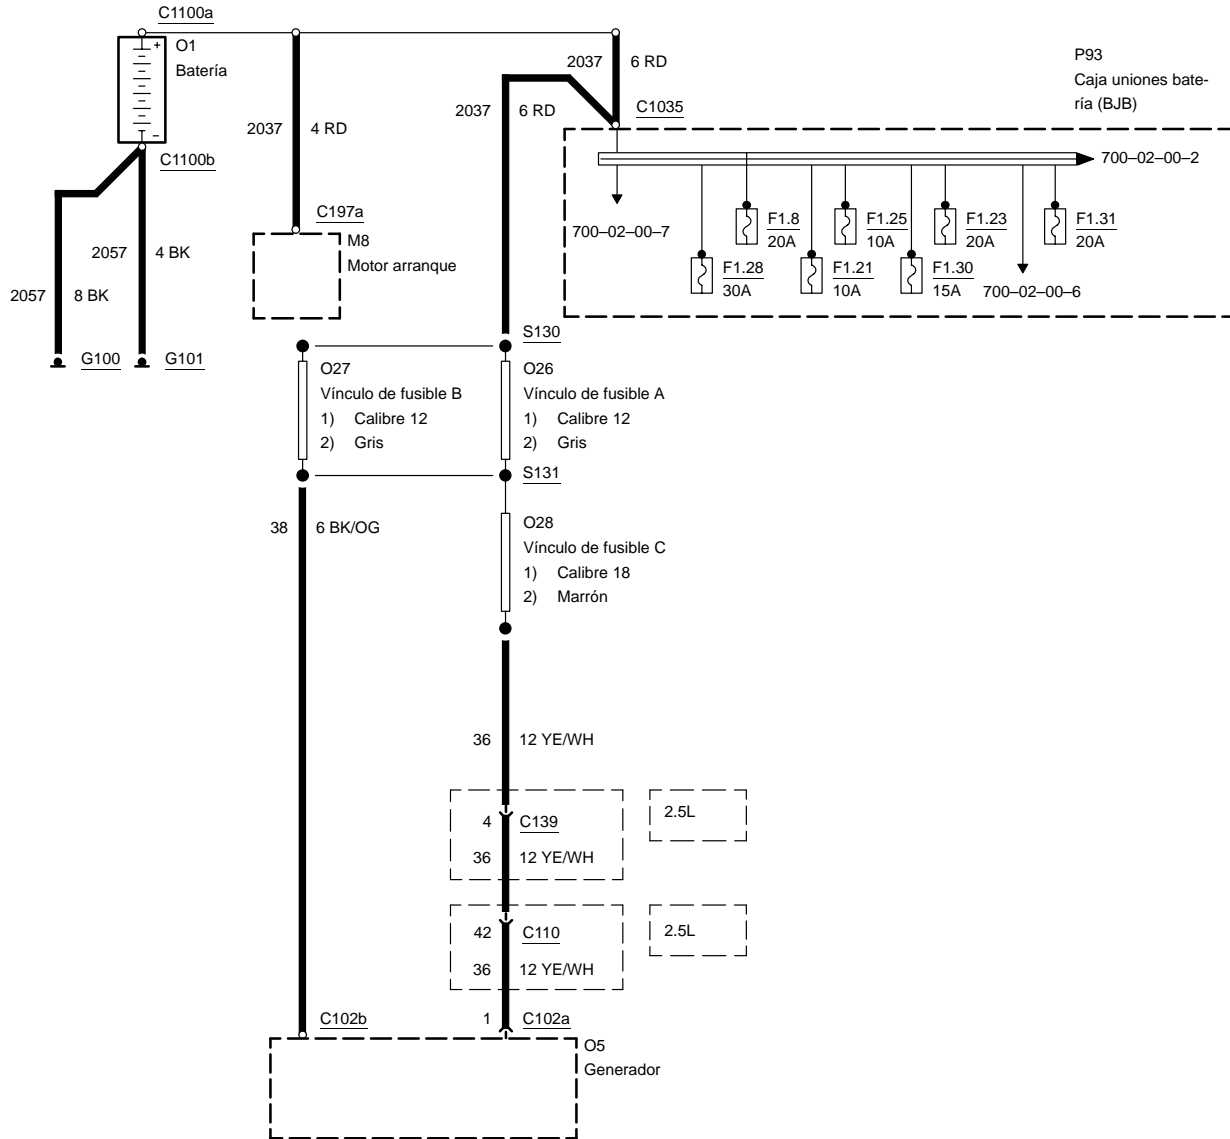 C1100a
O1
Batería
+
–
C1100b
2037 6 RD
2037 6 RD
C1035
P93
Caja uniones bate-
ría (BJB)
2037 4 RD
700–02–00–2
700–02–00–7
F1.8
20A
F1.25
10A
F1.23
20A
F1.31
20A
F1.28
30A
F1.21
10A
F1.30
15A
700–02–00–6
C197a
M8
Motor arranque
2057 4 BK
2057 8 BK
G100
G101
S130
O27
Vínculo de fusible B
1) Calibre 12
2) Gris
O26
Vínculo de fusible A
1) Calibre 12
2) Gris
S131
38 6 BK/OG
O28
Vínculo de fusible C
1) Calibre 18
2) Marrón
36 12 YE/WH
4 C139
36 12 YE/WH
2.5L
42 C110
36 12 YE/WH
2.5L
C102b
1 C102a
O5
Generador